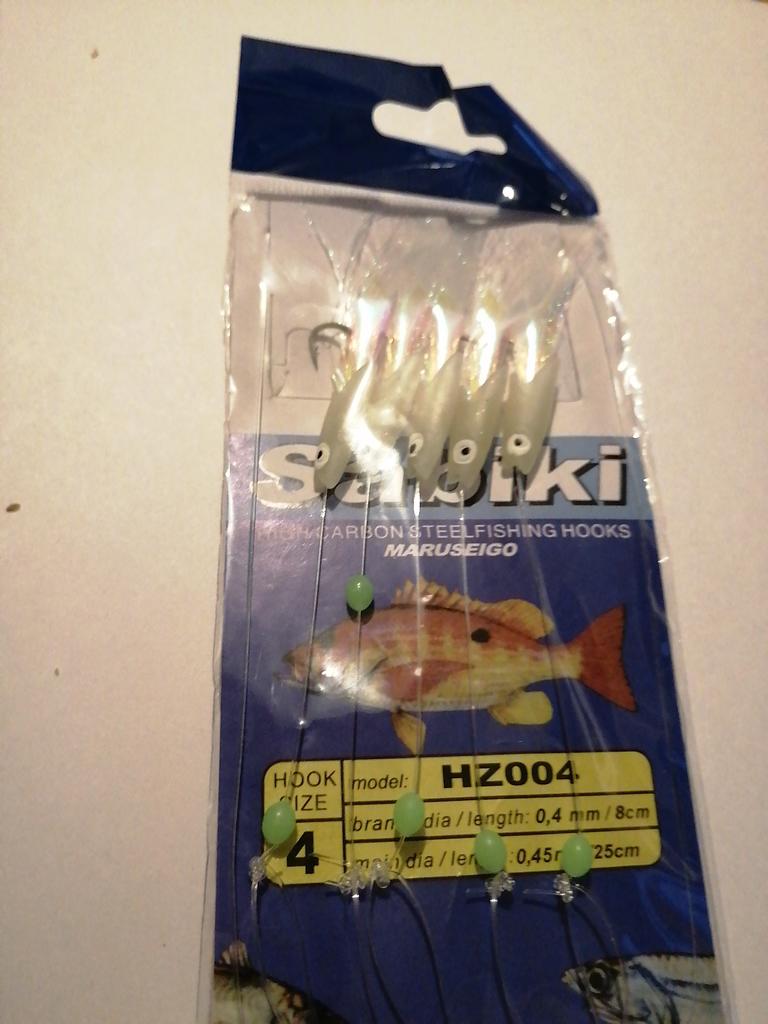 Sabiki
HIGH CARBON STEELFISHING HOOKS
MARUSEIGO
HOOK SIZE
4
model: HZ004
dia / length: 0,4 mm / 8cm
main dia / 25cm